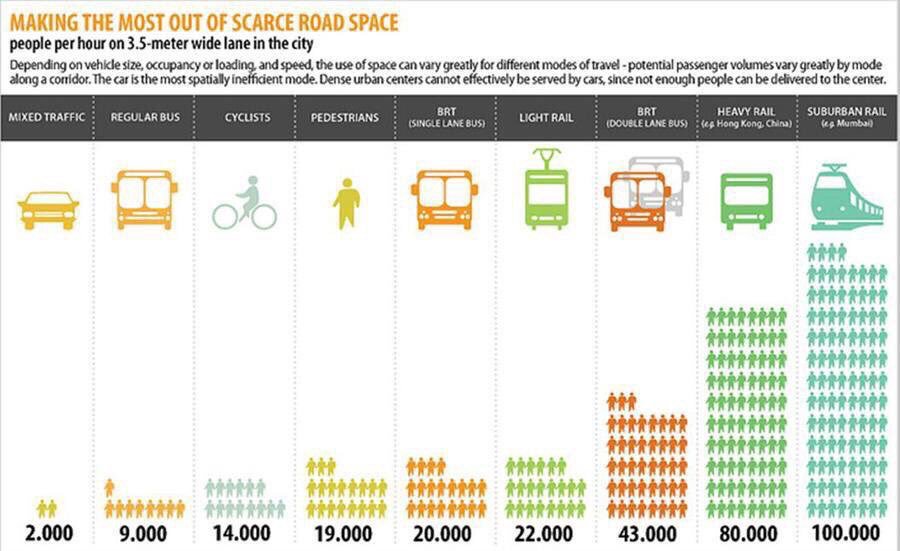 MAKING THE MOST OUT OF SCARCE ROAD SPACE
people per hour on 3.5-meter wide lane in the city
Depending on vehicle size, occupancy or loading, and speed, the use of space can vary greatly for different modes of travel - potential passenger volumes vary greatly by mode
along a corridor. The car is the most spatially inefficient mode. Dense urban centers cannot effectively be served by cars, since not enough people can be delivered to the center.
MIXED TRAFFIC
REGULAR BUS
CYCLISTS
PEDESTRIANS
BRT
(SINGLE LANE BUS)
LIGHT RAIL
BRT
(DOUBLE LANE BUS)
HEAVY RAIL
(e.g. Hong Kong, China)
SUBURBAN RAIL
(e.g. Mumbai)
2.000
9.000
14.000
19.000
20.000
22.000
43.000
80.000
100.000